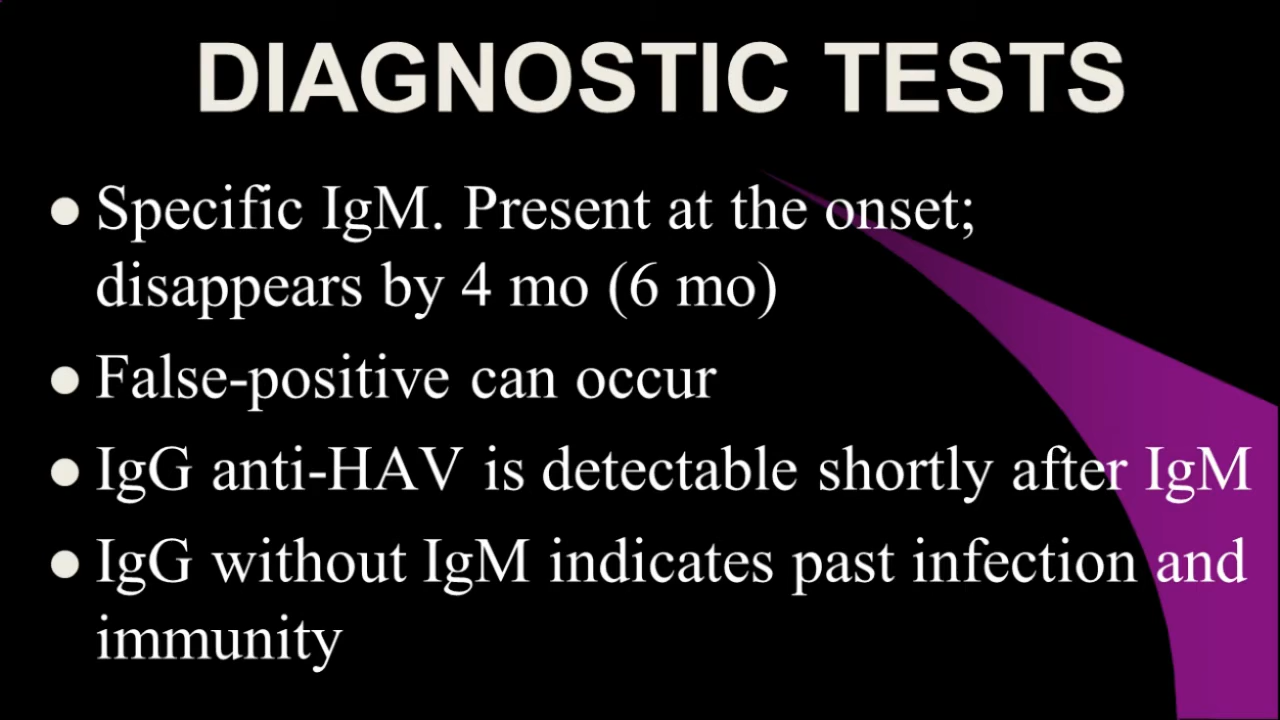 DIAGNOSTIC TESTS
● Specific IgM. Present at the onset;
disappears by 4 mo (6 mo)
● False-positive can occur
● IgG anti-HAV is detectable shortly after IgM
● IgG without IgM indicates past infection and
immunity